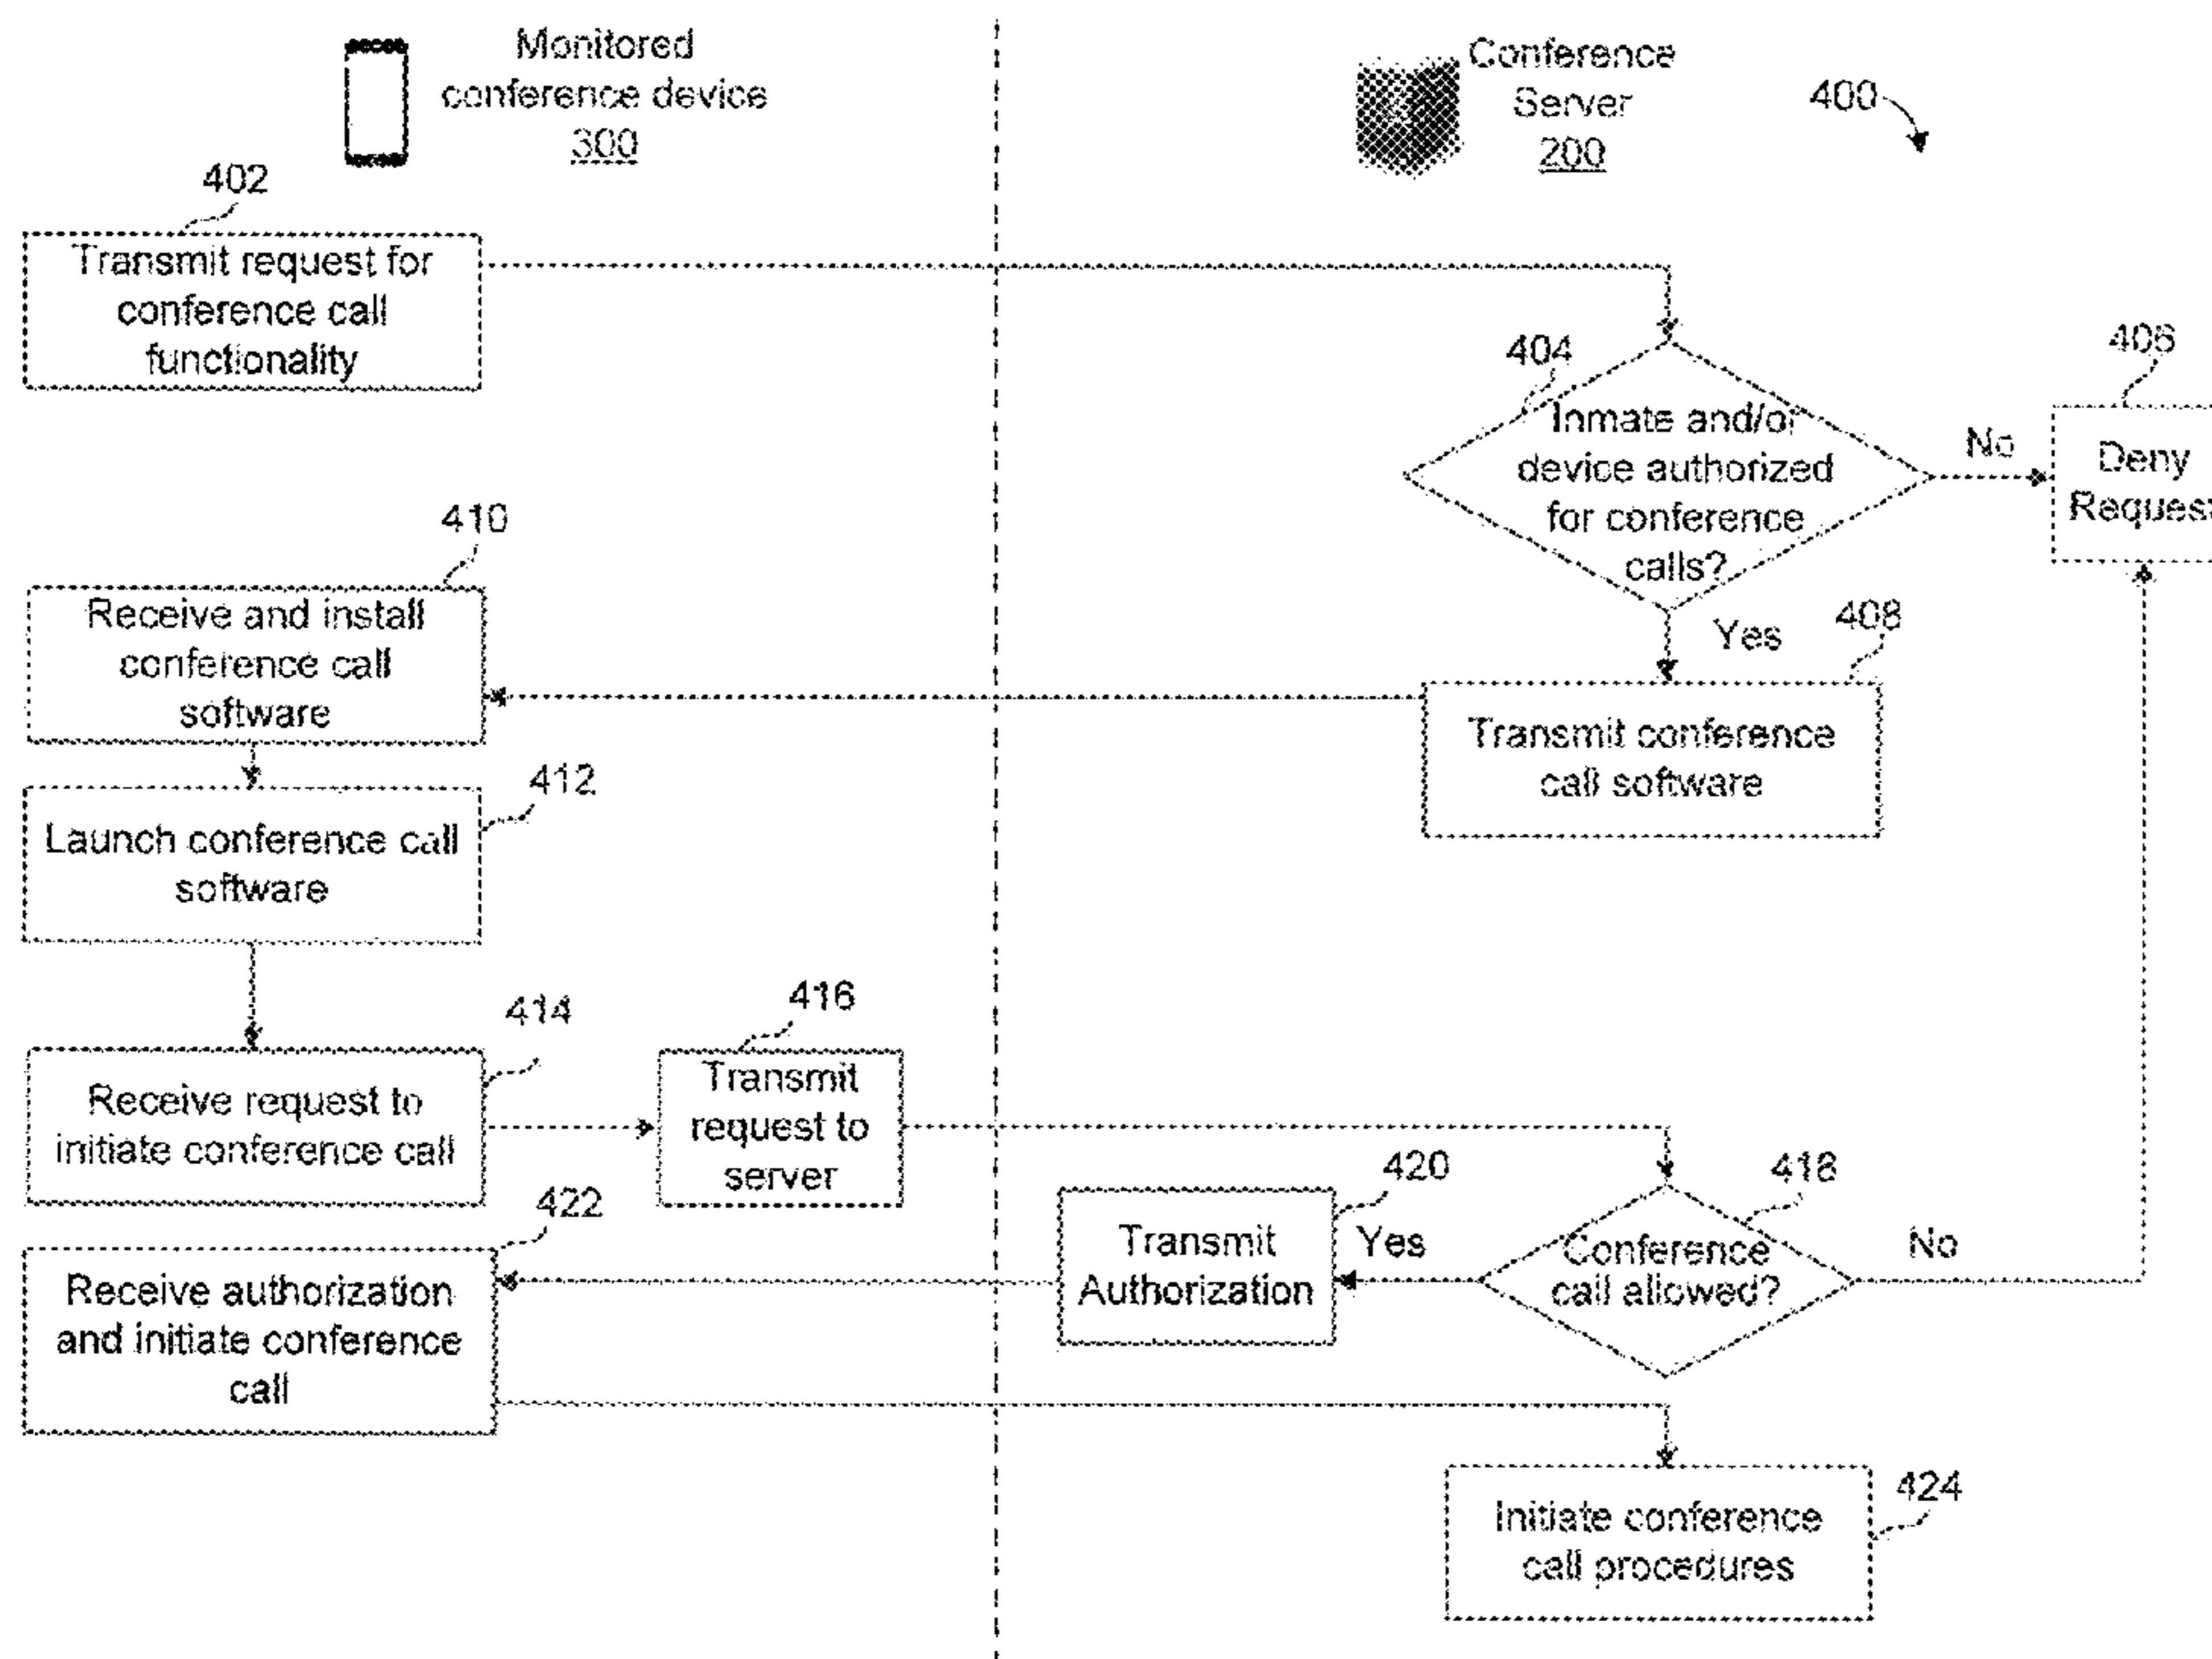 Monitored
conference device
300
Conference
Server
200
400
402
Transmit request for
conference call
functionality
404
Inmate and/or
device authorized
for conference
calls?
No
406
Deny
Request
Yes
408
Transmit conference
call software
410
Receive and install
conference call
software
412
Launch conference call
software
414
Receive request to
initiate conference call
416
Transmit
request to
server
418
Conference
call allowed?
No
Yes
420
Transmit
Authorization
422
Receive authorization
and initiate conference
call
424
Initiate conference
call procedures